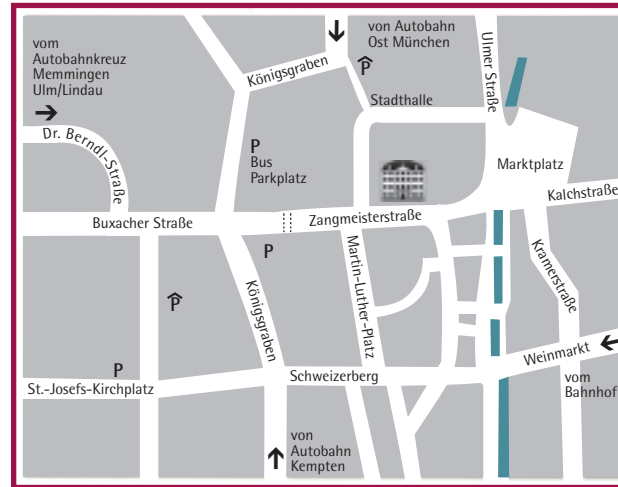 vom
Autobahnkreuz
Memmingen
Ulm/Lindau
von Autobahn
Ost München
Königsgraben
P
Ulmer Straße
Stadthalle
Dr. Berndl-Straße
P
Bus
Parkplatz
Marktplatz
Kalchstraße
Buxacher Straße
Zangmeisterstraße
P
Martin-Luther-Platz
Königsgraben
Kramerstraße
P
P
St.-Josefs-Kirchplatz
Schweizerberg
Weinmarkt
vom
Bahnhof
von
Autobahn
Kempten